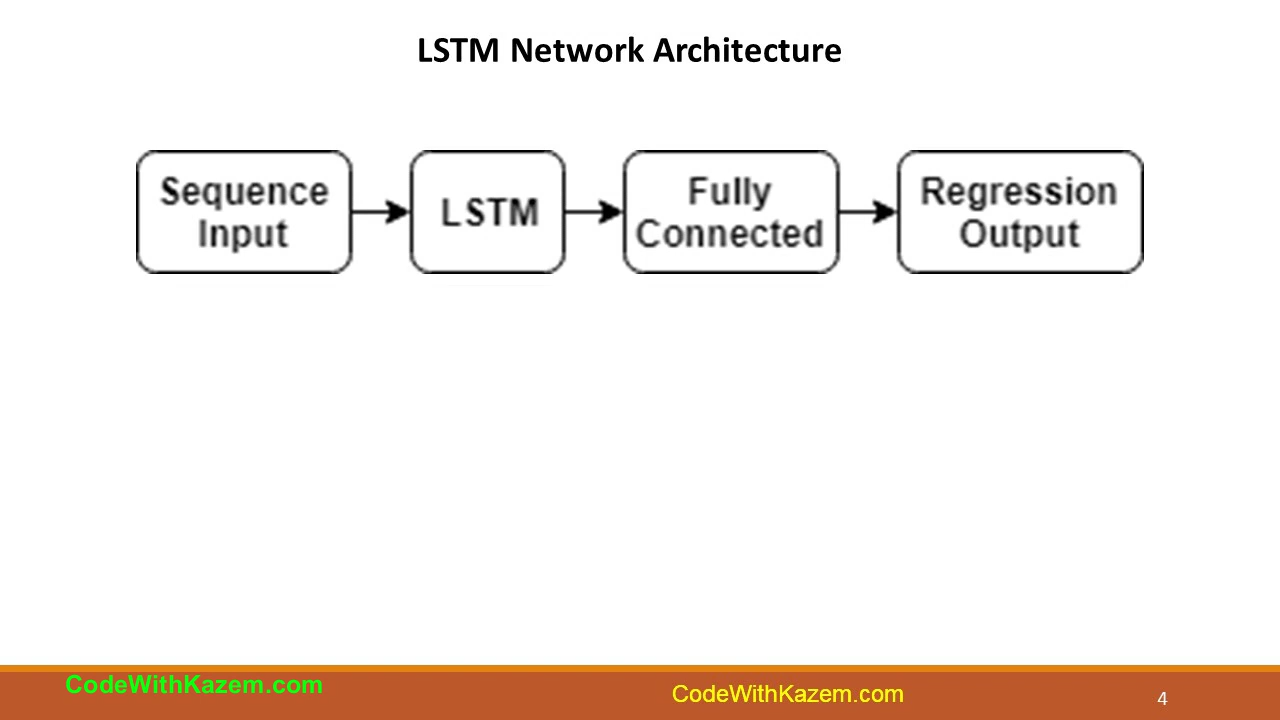 LSTM Network Architecture
Sequence
Input
LSTM
Fully
Connected
Regression
Output
CodeWithKazem.com
CodeWithKazem.com
4